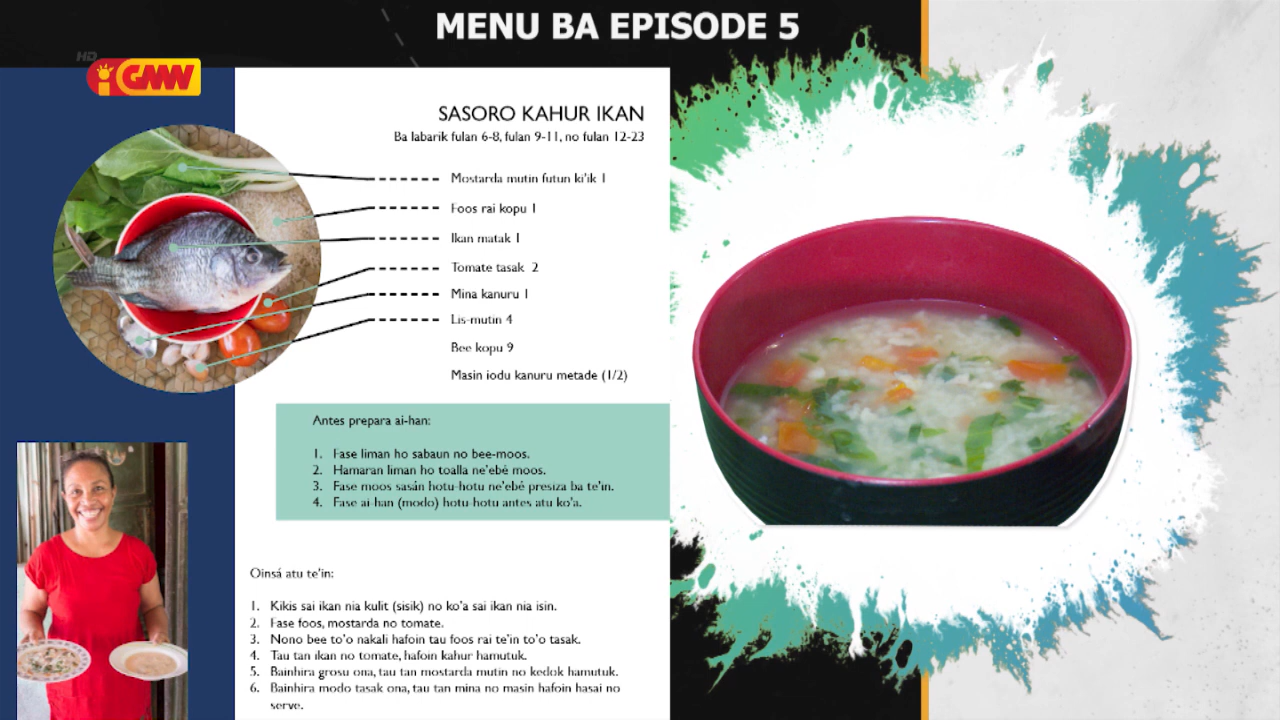 MENU BA EPISODE 5
HD
GMN
SASORO KAHUR IKAN
Ba labarik fulan 6-8, fulan 9-11, no fulan 12-23
Mostarda mutin futun ki'ik 1
Foos rai kopu 1
Ikan matak 1
Tomate tasak 2
Mina kanuru 1
Lis-mutin 4
Bee kopu 9
Masin iodu kanuru metade (1/2)
Antes prepara ai-han:
1. Fase liman ho sabaun no bee-moos.
2. Hamaran liman ho toalla ne'ebé moos.
3. Fase moos sasán hotu-hotu ne'ebé presiza ba te'in.
4. Fase ai-han (modo) hotu-hotu antes atu ko'a.
Oinsá atu te'in:
1. Kikis sai ikan nia kulit (sisik) no ko'a sai ikan nia isin.
2. Fase foos, mostarda no tomate.
3. Nono bee to'o nakali hafoin tau foos rai te'in to'o tasak.
4. Tau tan ikan no tomate, hafoin kahur hamutuk.
5. Bainhira grosu ona, tau tan mostarda mutin no kedok hamutuk.
6. Bainhira modo tasak ona, tau tan mina no masin hafoin hasai no
serve.